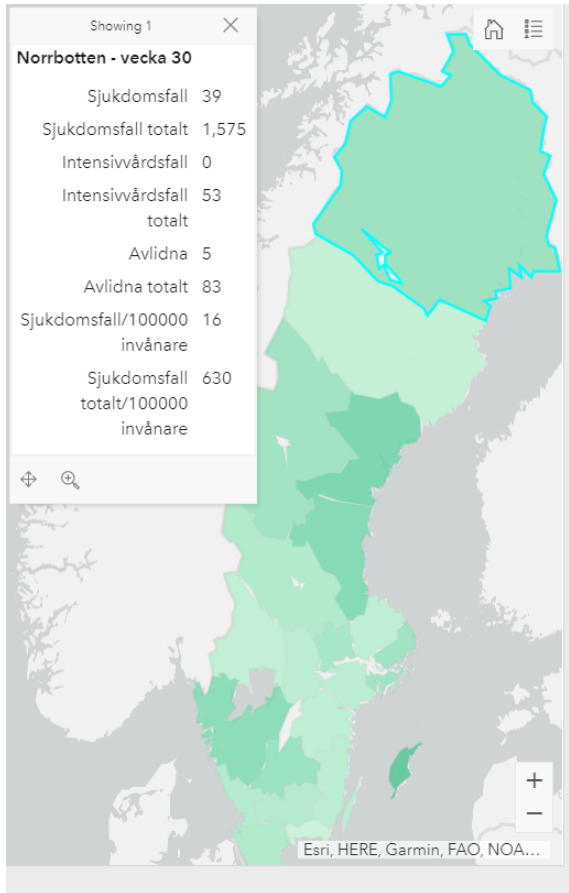 Showing 1
Norrbotten - vecka 30
Sjukdomsfall 39
Sjukdomsfall totalt 1,575
Intensivvårdsfall 0
Intensivvårdsfall 53
totalt
Avlidna 5
Avlidna totalt 83
Sjukdomsfall/100000 16
invånare
Sjukdomsfall 630
totalt/100000
invånare
+
−
Esri, HERE, Garmin, FAO, NOA...